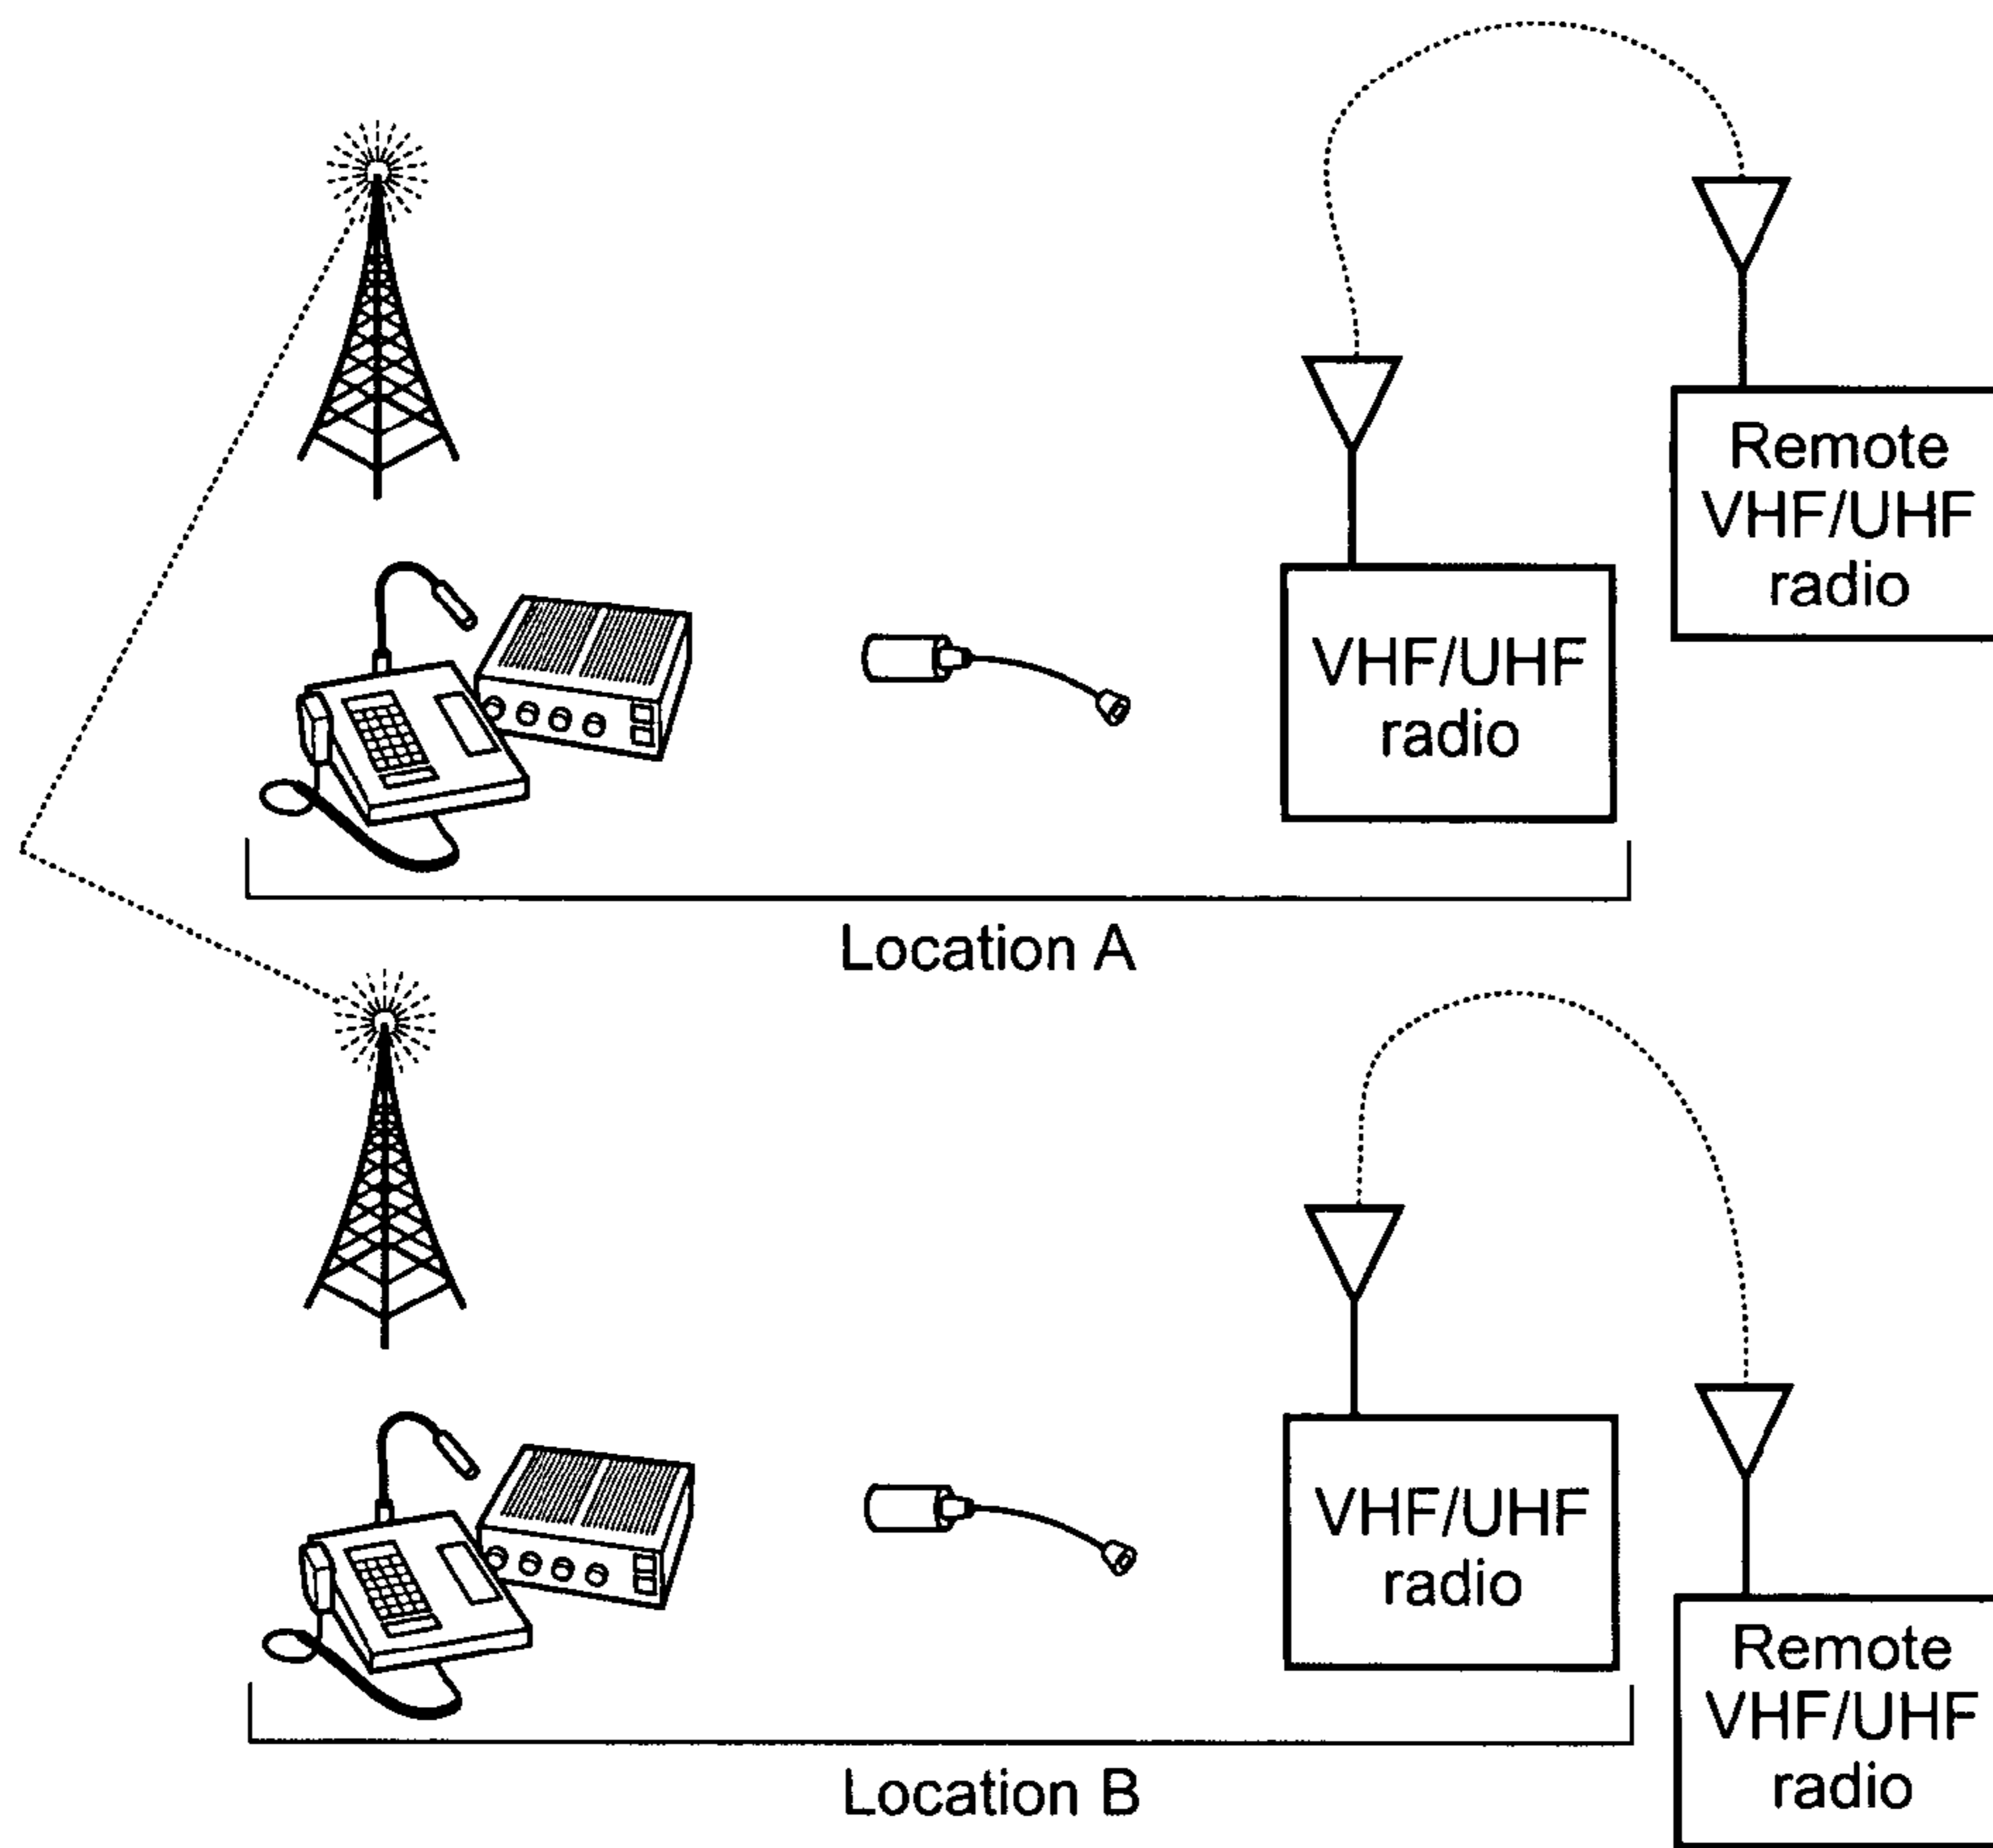 Remote
VHF/UHF
radio
VHF/UHF
radio
Location A
VHF/UHF
radio
Remote
VHF/UHF
radio
Location B